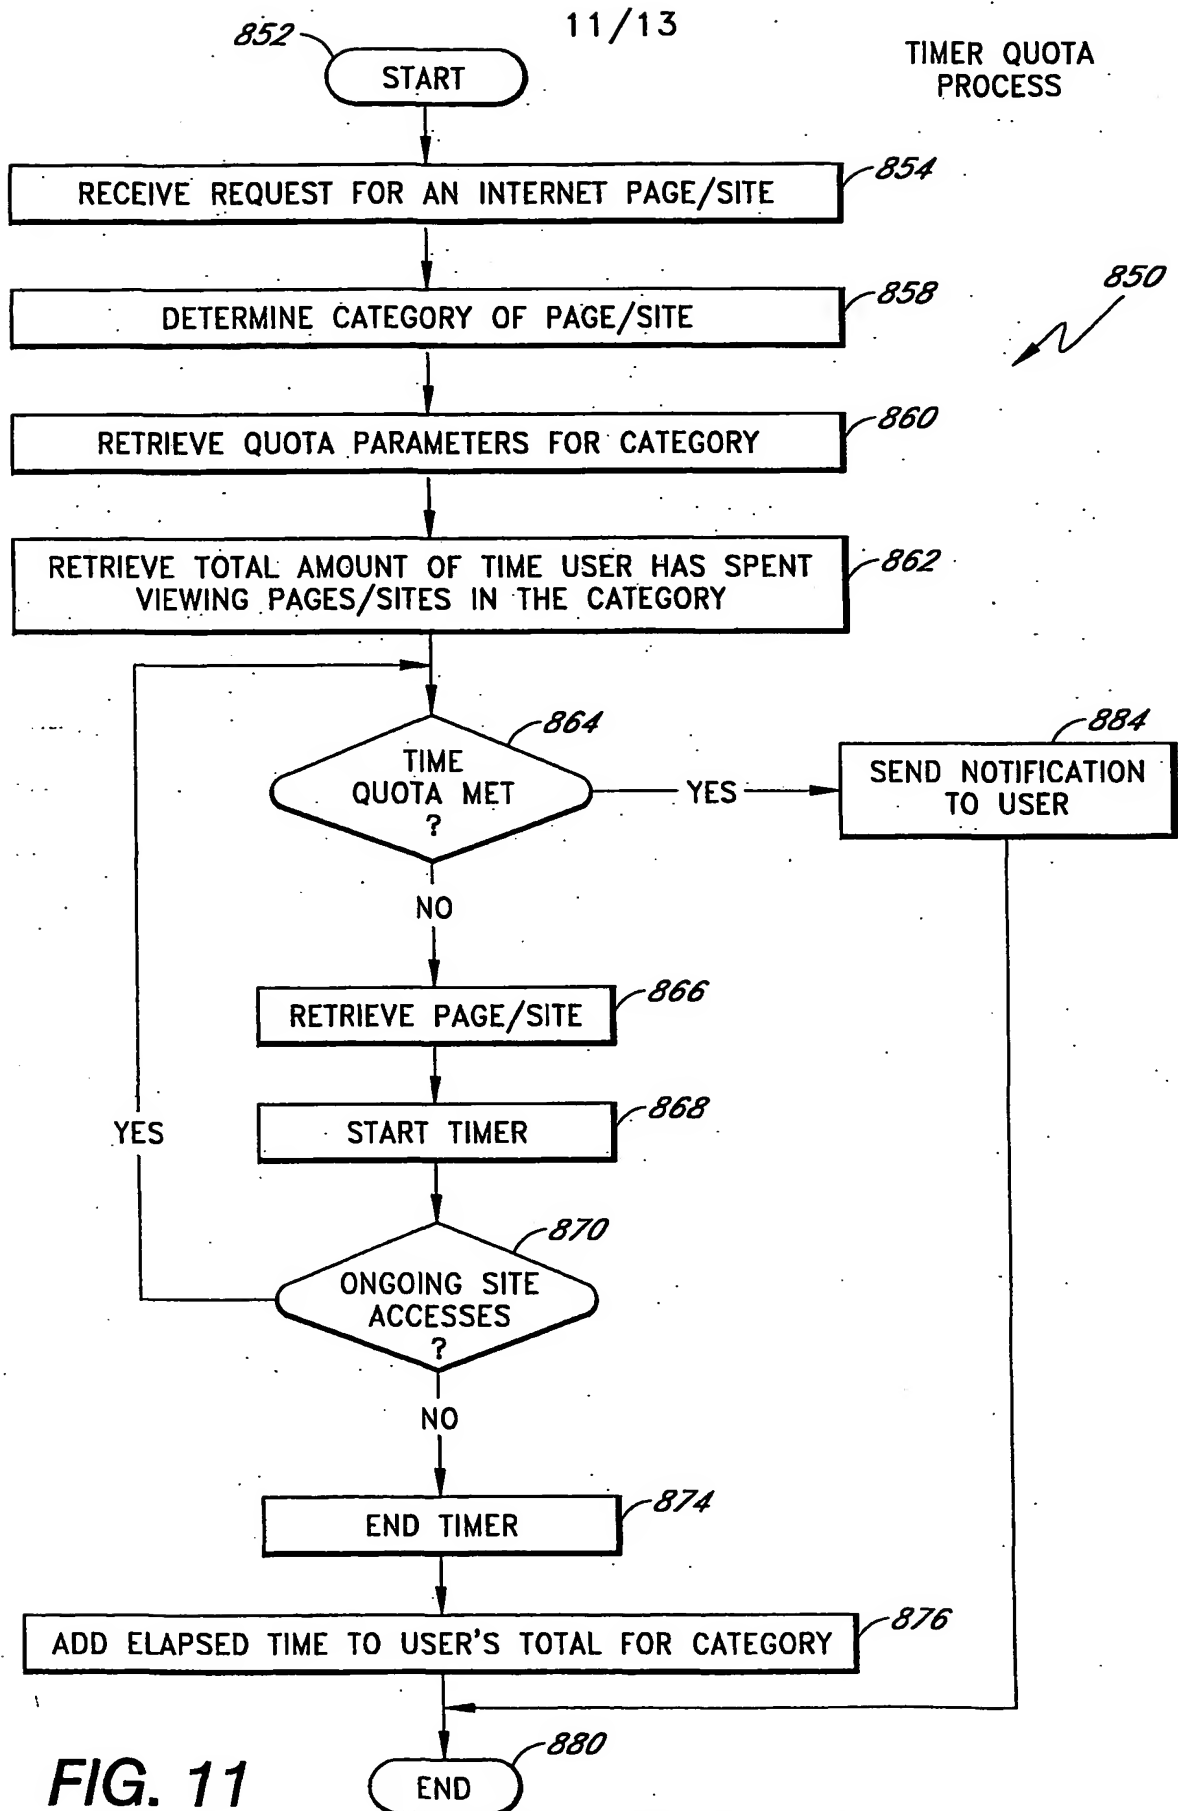 11/13
TIMER QUOTA
PROCESS
852
START
RECEIVE REQUEST FOR AN INTERNET PAGE/SITE
854
DETERMINE CATEGORY OF PAGE/SITE
858
850
RETRIEVE QUOTA PARAMETERS FOR CATEGORY
860
RETRIEVE TOTAL AMOUNT OF TIME USER HAS SPENT
VIEWING PAGES/SITES IN THE CATEGORY
862
TIME
QUOTA MET
?
864
YES
SEND NOTIFICATION
TO USER
884
NO
RETRIEVE PAGE/SITE
866
START TIMER
868
YES
ONGOING SITE
ACCESSES
?
870
NO
END TIMER
874
ADD ELAPSED TIME TO USER'S TOTAL FOR CATEGORY
876
END
880
FIG. 11